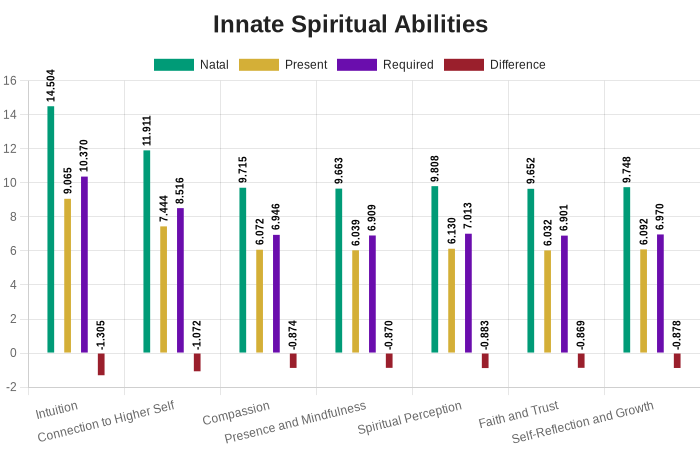 Innate Spiritual Abilities
Natal Present Required Difference
16
14
12
10
8
6
4
2
0
-2
14.504 9.065 10.370 -1.305
11.911 7.444 8.516 -1.072
9.715 6.072 6.946 -0.874
9.663 6.039 6.909 -0.870
9.808 6.130 7.013 -0.883
9.652 6.032 6.901 -0.869
9.748 6.092 6.970 -0.878
Intuition
Connection to Higher Self
Compassion
Presence and Mindfulness
Spiritual Perception
Faith and Trust
Self-Reflection and Growth